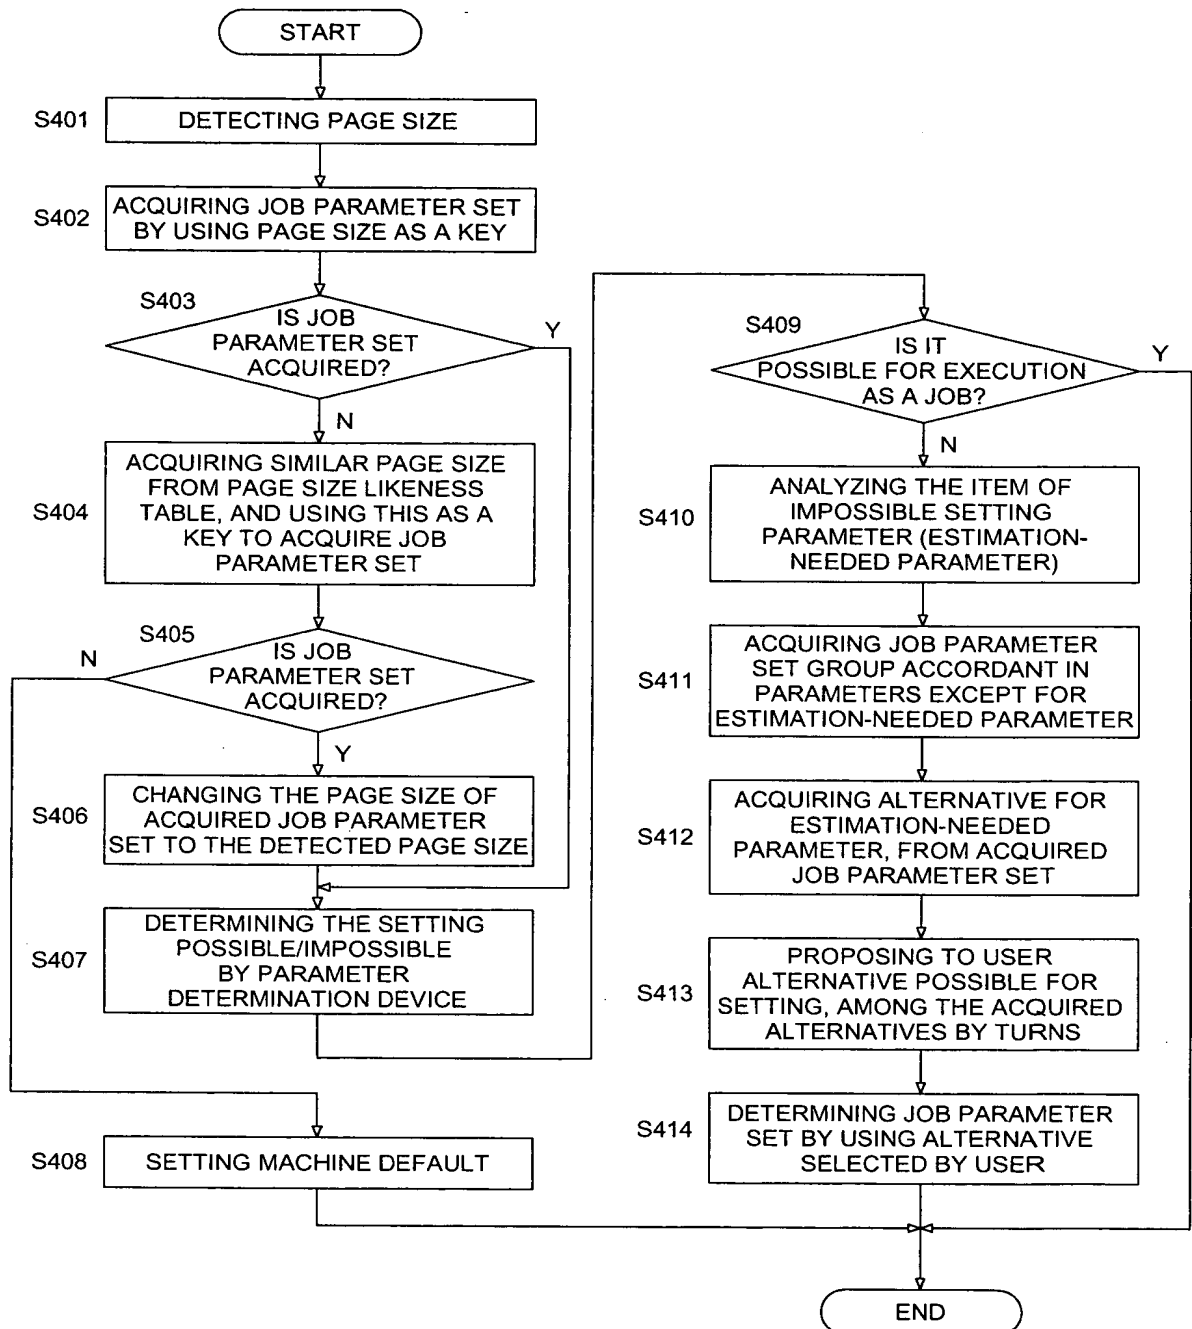 START
S401
DETECTING PAGE SIZE
S402
ACQUIRING JOB PARAMETER SET
BY USING PAGE SIZE AS A KEY
S403
IS JOB
PARAMETER SET
ACQUIRED?
Y
N
S404
ACQUIRING SIMILAR PAGE SIZE
FROM PAGE SIZE LIKENESS
TABLE, AND USING THIS AS A
KEY TO ACQUIRE JOB
PARAMETER SET
S405
N
IS JOB
PARAMETER SET
ACQUIRED?
Y
S406
CHANGING THE PAGE SIZE OF
ACQUIRED JOB PARAMETER
SET TO THE DETECTED PAGE SIZE
S407
DETERMINING THE SETTING
POSSIBLE/IMPOSSIBLE
BY PARAMETER
DETERMINATION DEVICE
S408
SETTING MACHINE DEFAULT
S409
IS IT
POSSIBLE FOR EXECUTION
AS A JOB?
Y
N
S410
ANALYZING THE ITEM OF
IMPOSSIBLE SETTING
PARAMETER (ESTIMATION-
NEEDED PARAMETER)
S411
ACQUIRING JOB PARAMETER
SET GROUP ACCORDANT IN
PARAMETERS EXCEPT FOR
ESTIMATION-NEEDED PARAMETER
S412
ACQUIRING ALTERNATIVE FOR
ESTIMATION-NEEDED
PARAMETER, FROM ACQUIRED
JOB PARAMETER SET
S413
PROPOSING TO USER
ALTERNATIVE POSSIBLE FOR
SETTING, AMONG THE ACQUIRED
ALTERNATIVES BY TURNS
S414
DETERMINING JOB PARAMETER
SET BY USING ALTERNATIVE
SELECTED BY USER
END